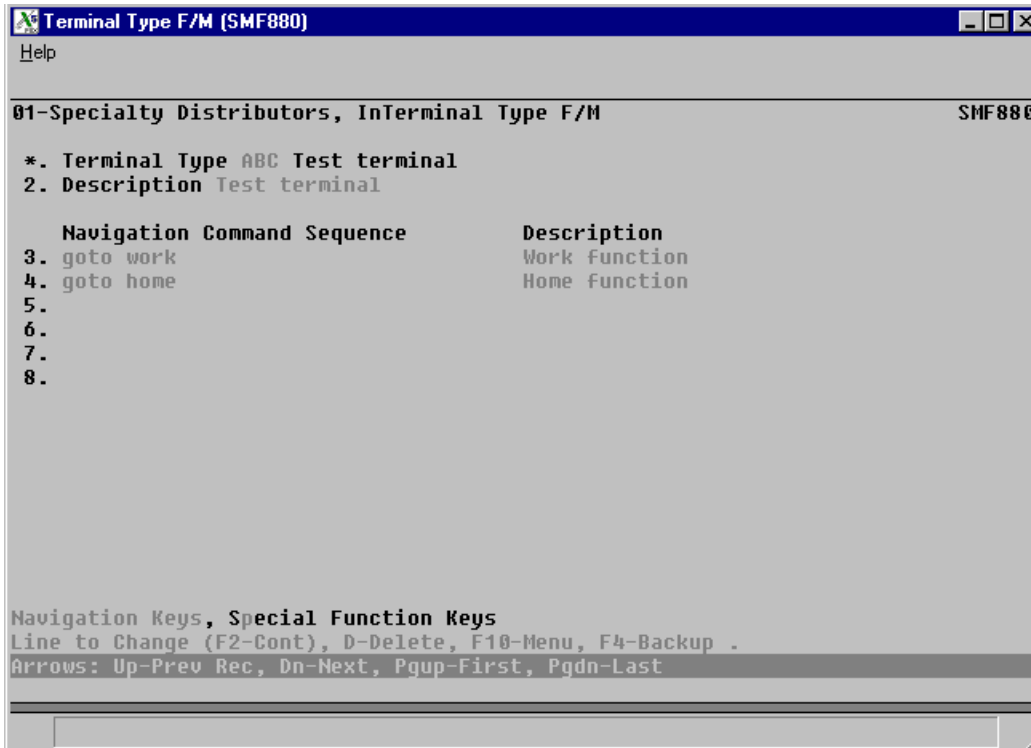 Terminal Type F/M (SMF880)
Help
01-Specialty Distributors, InTerminal Type F/M SMF880
*. Terminal Type ABC Test terminal
2. Description Test terminal
Navigation Command Sequence Description
3. goto work Work function
4. goto home Home function
5.
6.
7.
8.
Navigation Keys, Special Function Keys
Line to Change (F2-Cont), D-Delete, F10-Menu, F4-Backup .
Arrows: Up-Prev Rec, Dn-Next, Pgup-First, Pgdn-Last